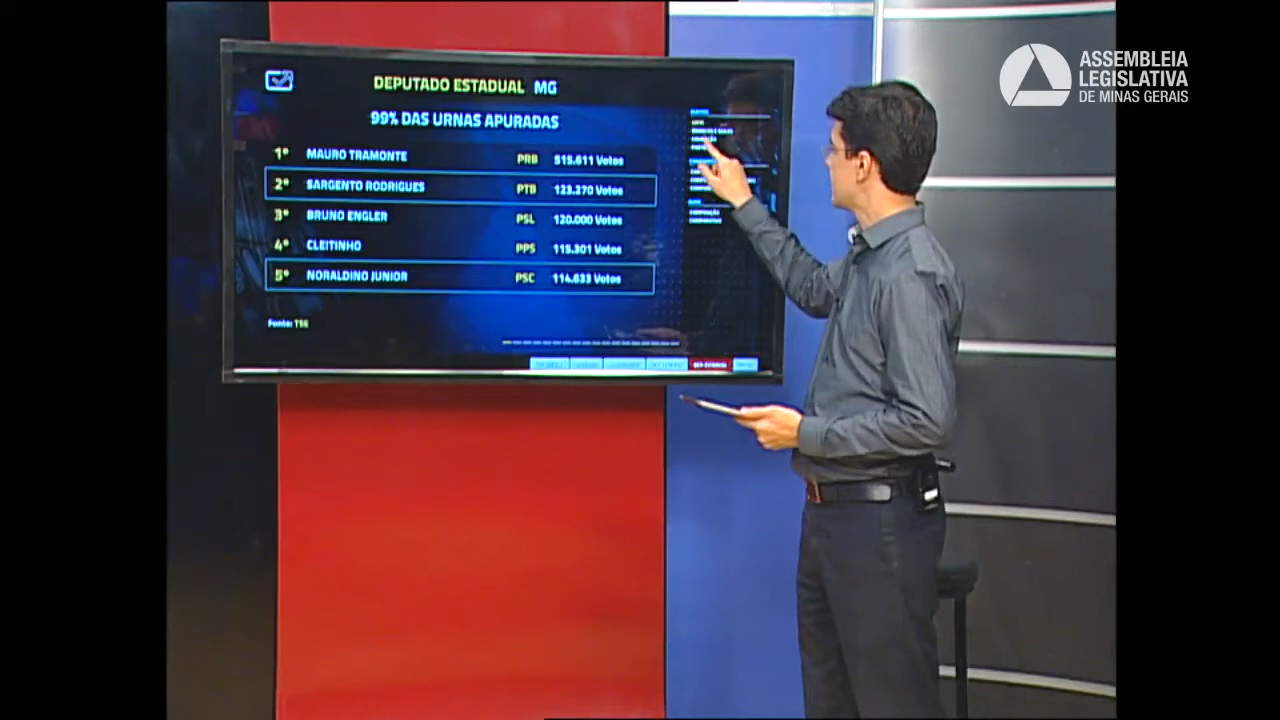 ASSEMBLEIA
LEGISLATIVA
DE MINAS GERAIS
DEPUTADO ESTADUAL MG
99% DAS URNAS APURADAS
1º MAURO TRAMONTE PRB 515.611 Votos
2º SARGENTO RODRIGUES PTB 123.270 Votos
3º BRUNO ENGLER PSL 120.000 Votos
4º CLEITINHO PPS 115.301 Votos
5º NORALDINO JUNIOR PSC 114.633 Votos
Fonte: TSE